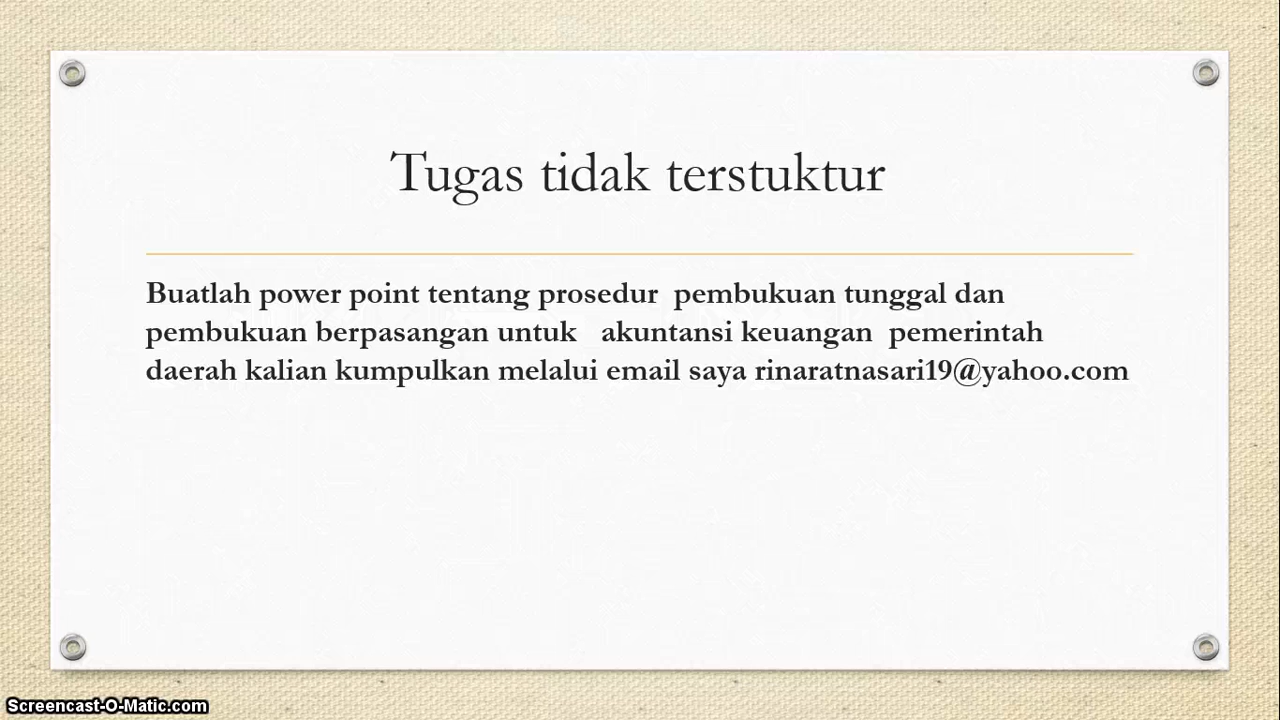 Tugas tidak terstuktur
Buatlah power point tentang prosedur pembukuan tunggal dan
pembukuan berpasangan untuk akuntansi keuangan pemerintah
daerah kalian kumpulkan melalui email saya rinaratnasari19@yahoo.com
Screencast-O-Matic.com